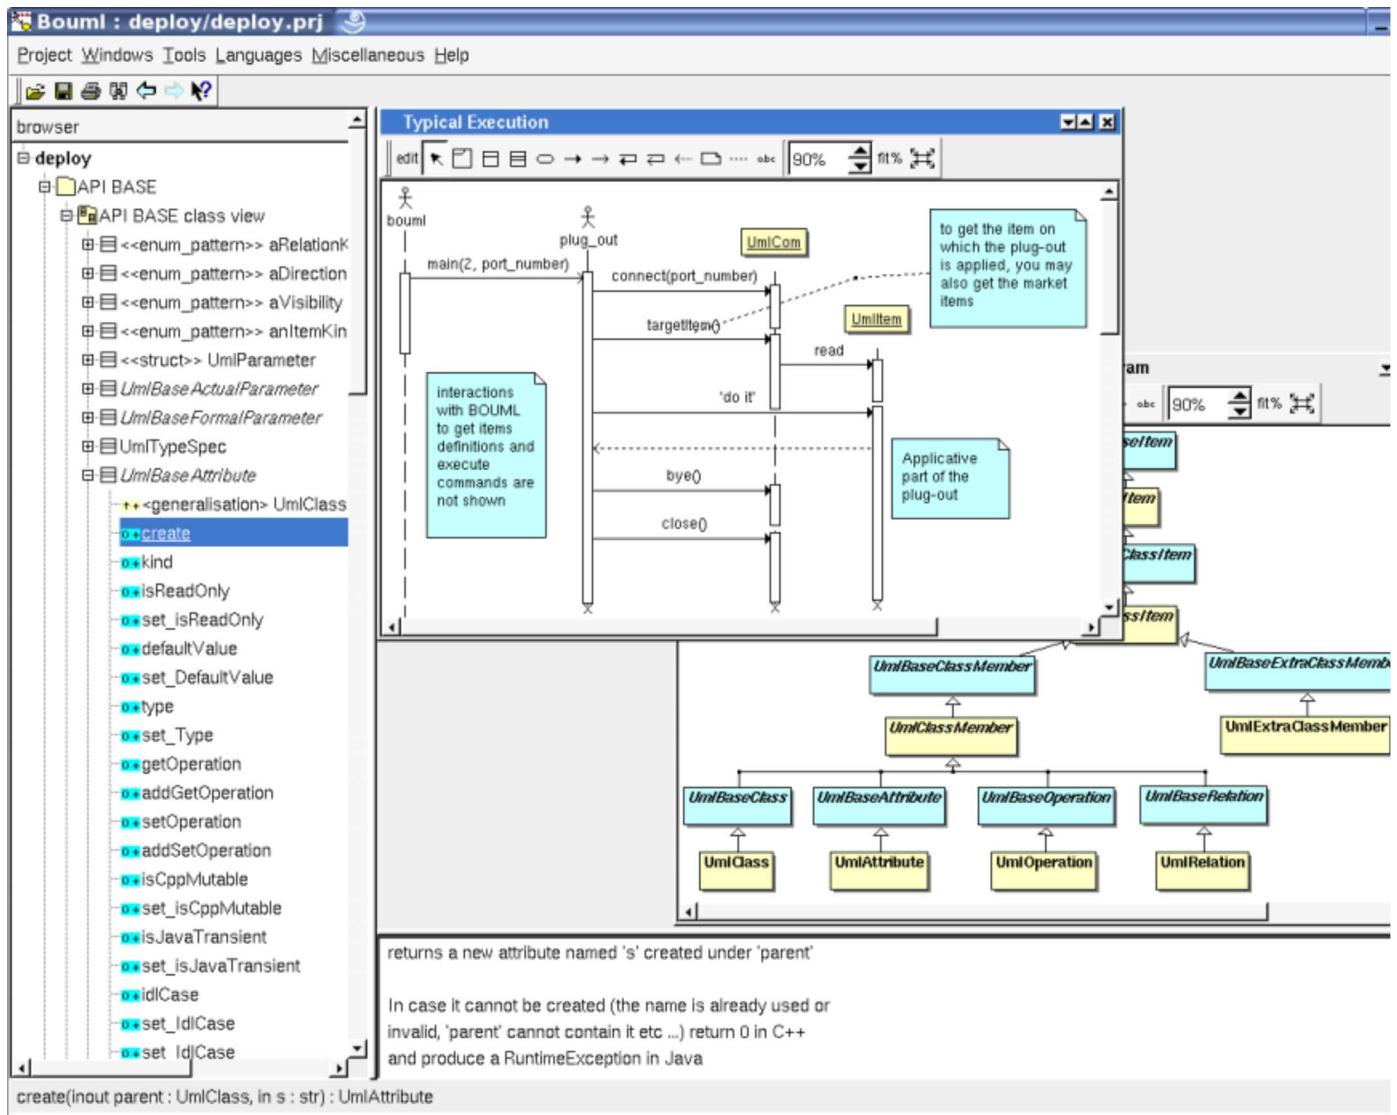 Bouml : deploy/deploy.prj
Project Windows Tools Languages Miscellaneous Help
browser
deploy
API BASE
API BASE class view
<<enum_pattern>> aRelationK
<<enum_pattern>> aDirection
<<enum_pattern>> aVisibility
<<enum_pattern>> anItemKin
<<struct>> UmlParameter
UmlBaseActualParameter
UmlBaseFormalParameter
UmlTypeSpec
UmlBaseAttribute
<generalisation> UmlClass
create
kind
isReadOnly
set_isReadOnly
defaultValue
set_DefaultValue
type
set_Type
getOperation
addGetOperation
setOperation
addSetOperation
isCppMutable
set_isCppMutable
isJavaTransient
set_isJavaTransient
idlCase
set_IdlCase
set_IdlCase
Typical Execution
edit
abc
90%
fit%
bouml
plug_out
UmlCom
UmlItem
main(2, port_number)
connect(port_number)
targetItem()
read
'do it'
bye()
close()
to get the item on
which the plug-out
is applied, you may
also get the market
items
interactions
with BOUML
to get items
definitions and
execute
commands are
not shown
Applicative
part of the
plug-out
am
abc
90%
fit%
seItem
Item
ClassItem
ssItem
UmlBaseClassMember
UmlBaseExtraClassMemb
UmlClassMember
UmlExtraClassMember
UmlBaseClass
UmlBaseAttribute
UmlBaseOperation
UmlBaseRelation
UmlClass
UmlAttribute
UmlOperation
UmlRelation
returns a new attribute named 's' created under 'parent'
In case it cannot be created (the name is already used or
invalid, 'parent' cannot contain it etc ...) return 0 in C++
and produce a RuntimeException in Java
create(inout parent : UmlClass, in s : str) : UmlAttribute